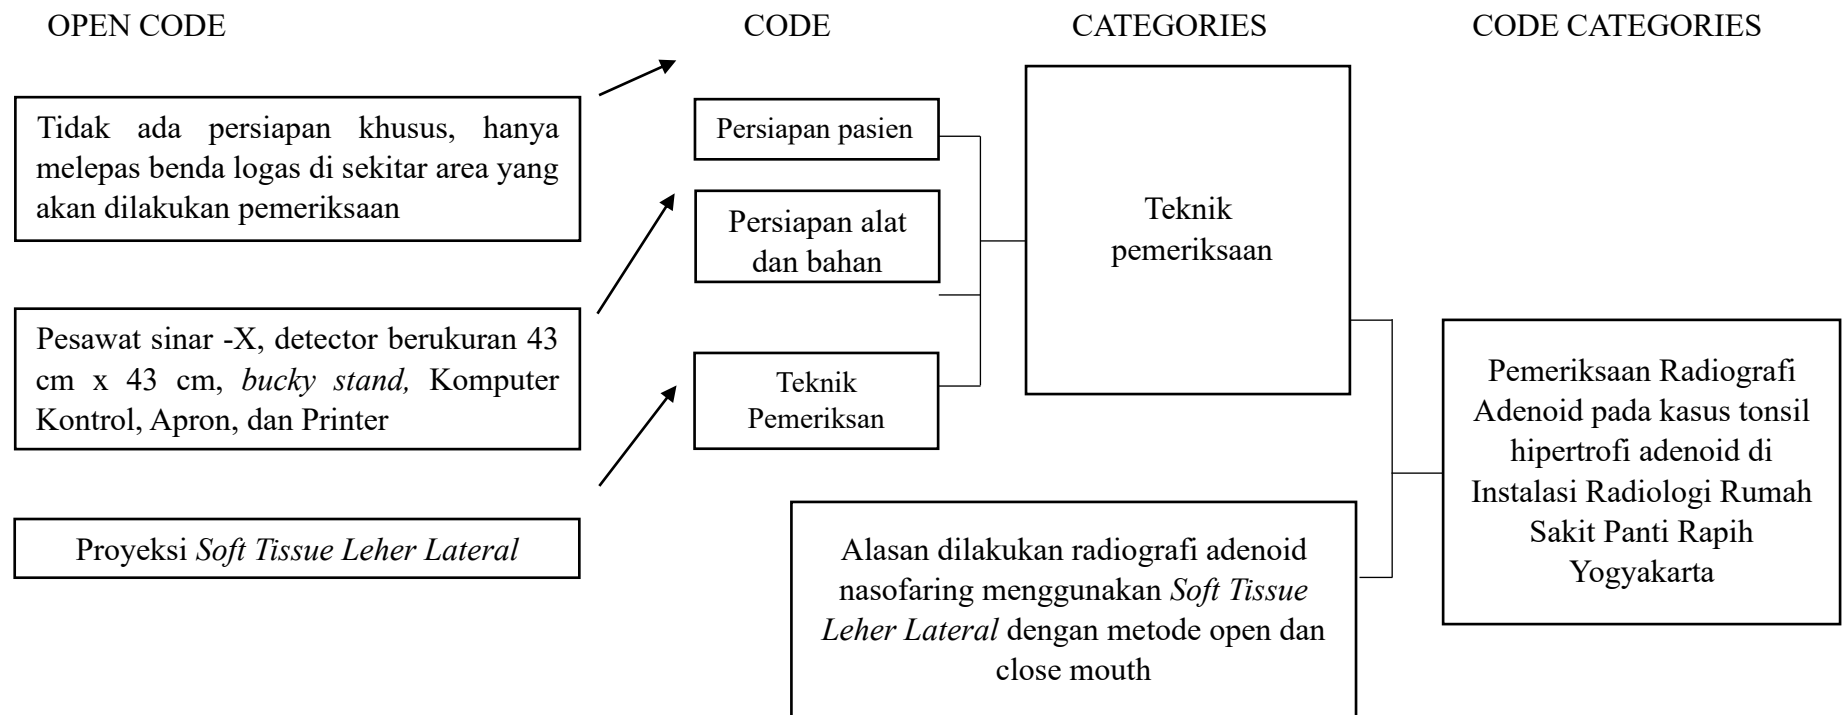 OPEN CODE
CODE
CATEGORIES
CODE CATEGORIES
Tidak ada persiapan khusus, hanya
melepas benda logas di sekitar area yang
akan dilakukan pemeriksaan
Pesawat sinar -X, detector berukuran 43
cm x 43 cm, bucky stand, Komputer
Kontrol, Apron, dan Printer
Proyeksi Soft Tissue Leher Lateral
Persiapan pasien
Persiapan alat
dan bahan
Teknik
Pemeriksan
Teknik
pemeriksaan
Alasan dilakukan radiografi adenoid
nasofaring menggunakan Soft Tissue
Leher Lateral dengan metode open dan
close mouth
Pemeriksaan Radiografi
Adenoid pada kasus tonsil
hipertrofi adenoid di
Instalasi Radiologi Rumah
Sakit Panti Rapih
Yogyakarta